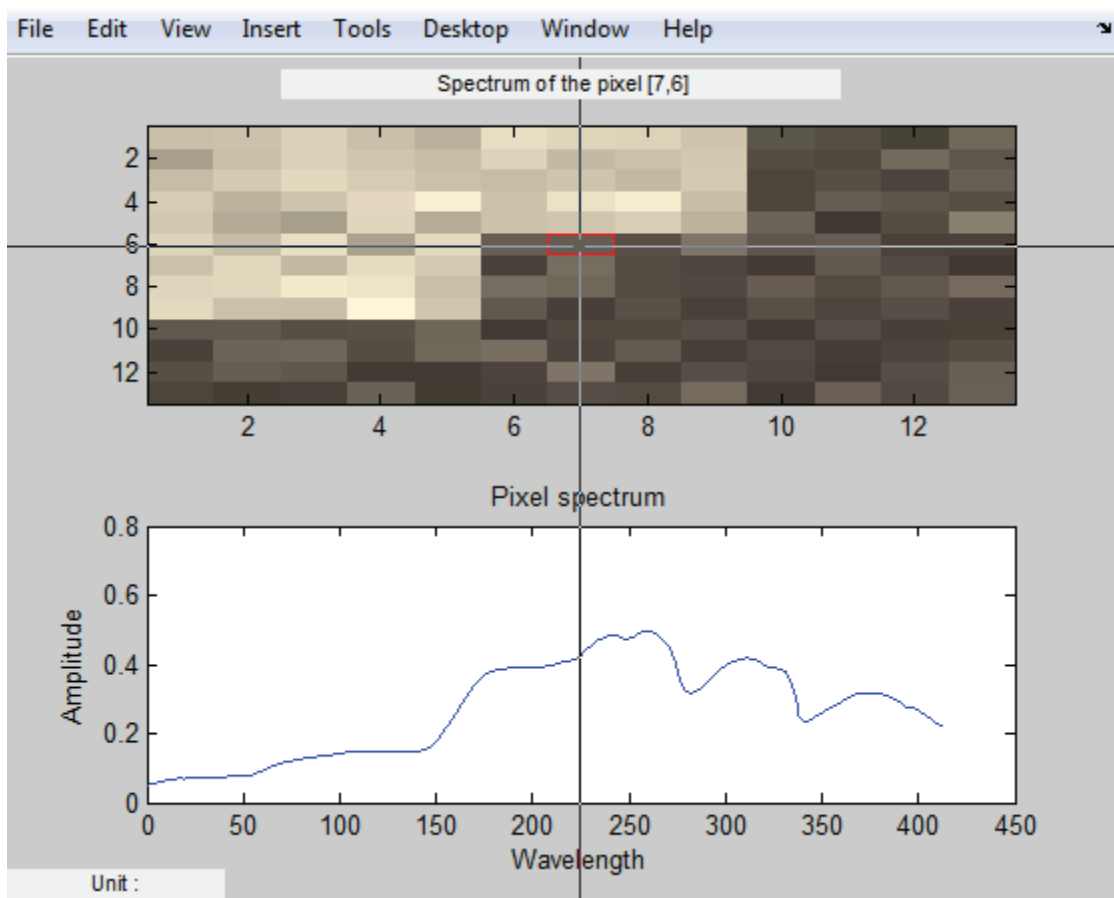 File Edit View Insert Tools Desktop Window Help
Spectrum of the pixel [7,6]
2
4
6
8
10
12
2 4 6 8 10 12
Pixel spectrum
0.8
0.6
0.4
0.2
0
Amplitude
0 50 100 150 200 250 300 350 400 450
Wavelength
Unit :